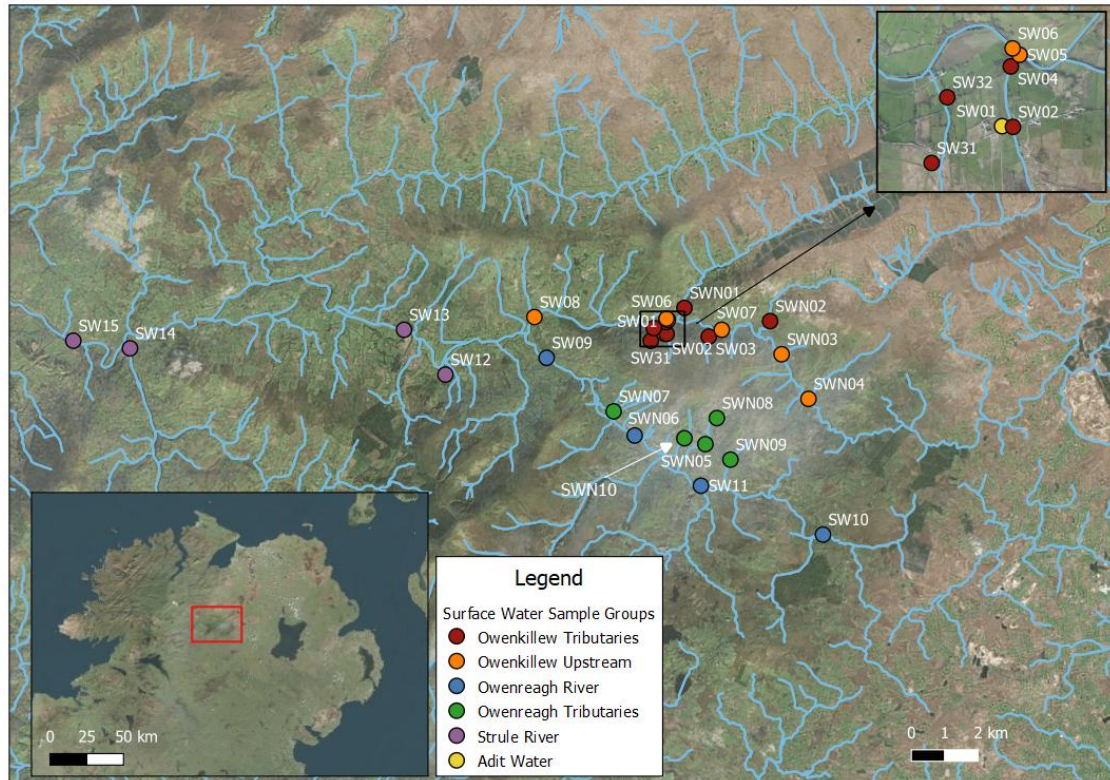 SW06
SW05
SW04
SW32
SW01
SW02
SW31
SWN01
SW08
SW06
SWN02
SW13
SW01
SW07
SW15
SW14
SW02
SW03
SW31
SWN03
SW09
SW12
SWN04
SWN07
SWN08
SWN06
SWN05
SWN09
SWN10
SW11
SW10
0 25 50 km
Legend
Surface Water Sample Groups
Owenkillew Tributaries
Owenkillew Upstream
Owenreagh River
Owenreagh Tributaries
Strule River
Adit Water
0 1 2 km